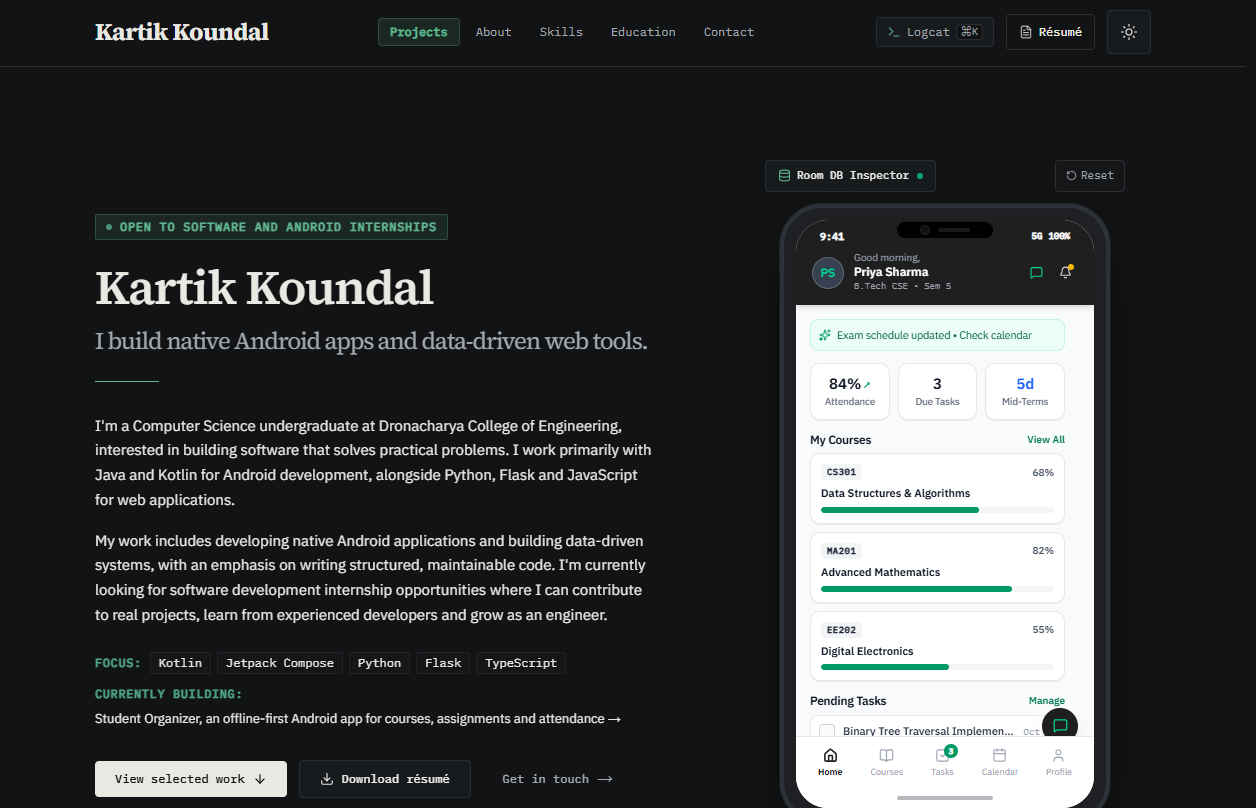 Kartik Koundal
Projects About Skills Education Contact
Logcat ⌘K
Résumé
OPEN TO SOFTWARE AND ANDROID INTERNSHIPS
Kartik Koundal
I build native Android apps and data-driven web tools.
I'm a Computer Science undergraduate at Dronacharya College of Engineering,
interested in building software that solves practical problems. I work primarily with
Java and Kotlin for Android development, alongside Python, Flask and JavaScript
for web applications.
My work includes developing native Android applications and building data-driven
systems, with an emphasis on writing structured, maintainable code. I'm currently
looking for software development internship opportunities where I can contribute
to real projects, learn from experienced developers and grow as an engineer.
FOCUS: Kotlin Jetpack Compose Python Flask TypeScript
CURRENTLY BUILDING:
Student Organizer, an offline-first Android app for courses, assignments and attendance →
View selected work ↓
Download résumé
Get in touch →
Room DB Inspector
Reset
9:41
5G 100%
PS
Good morning,
Priya Sharma
B.Tech CSE • Sem 5
Exam schedule updated • Check calendar
84% ↗
Attendance
3
Due Tasks
5d
Mid-Terms
My Courses
View All
CS301
68%
Data Structures & Algorithms
MA201
82%
Advanced Mathematics
EE202
55%
Digital Electronics
Pending Tasks
Manage
Binary Tree Traversal Implemen...
Oct
3
Home Courses Tasks Calendar Profile